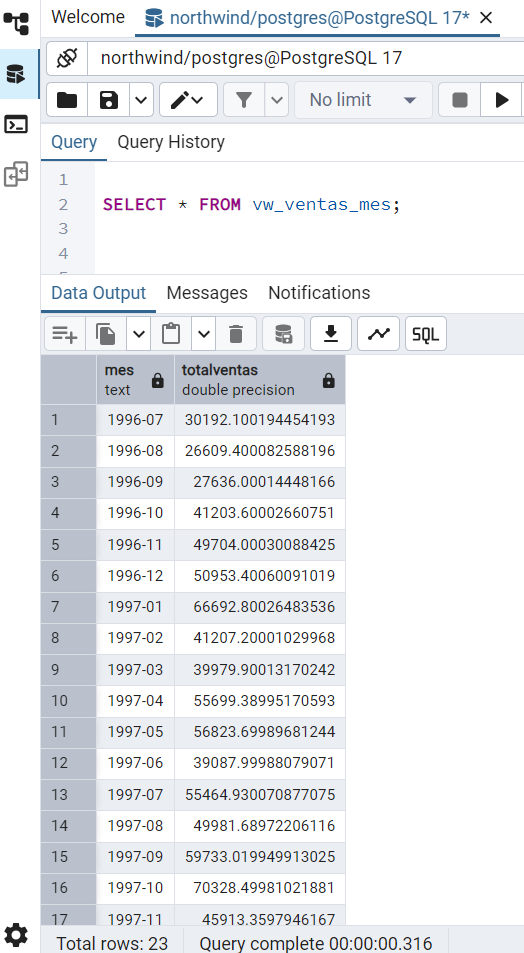 Welcome northwind/postgres@PostgreSQL 17*
northwind/postgres@PostgreSQL 17
No limit
Query Query History
1
2 SELECT * FROM vw_ventas_mes;
3
4
Data Output Messages Notifications
SQL
mes totalventas
text double precision
1 1996-07 30192.100194454193
2 1996-08 26609.400082588196
3 1996-09 27636.00014448166
4 1996-10 41203.60002660751
5 1996-11 49704.00030088425
6 1996-12 50953.40060091019
7 1997-01 66692.80026483536
8 1997-02 41207.20001029968
9 1997-03 39979.90013170242
10 1997-04 55699.38995170593
11 1997-05 56823.69989681244
12 1997-06 39087.99988079071
13 1997-07 55464.930070877075
14 1997-08 49981.68972206116
15 1997-09 59733.019949913025
16 1997-10 70328.49981021881
17 1997-11 45913.3597946167
Total rows: 23 Query complete 00:00:00.316